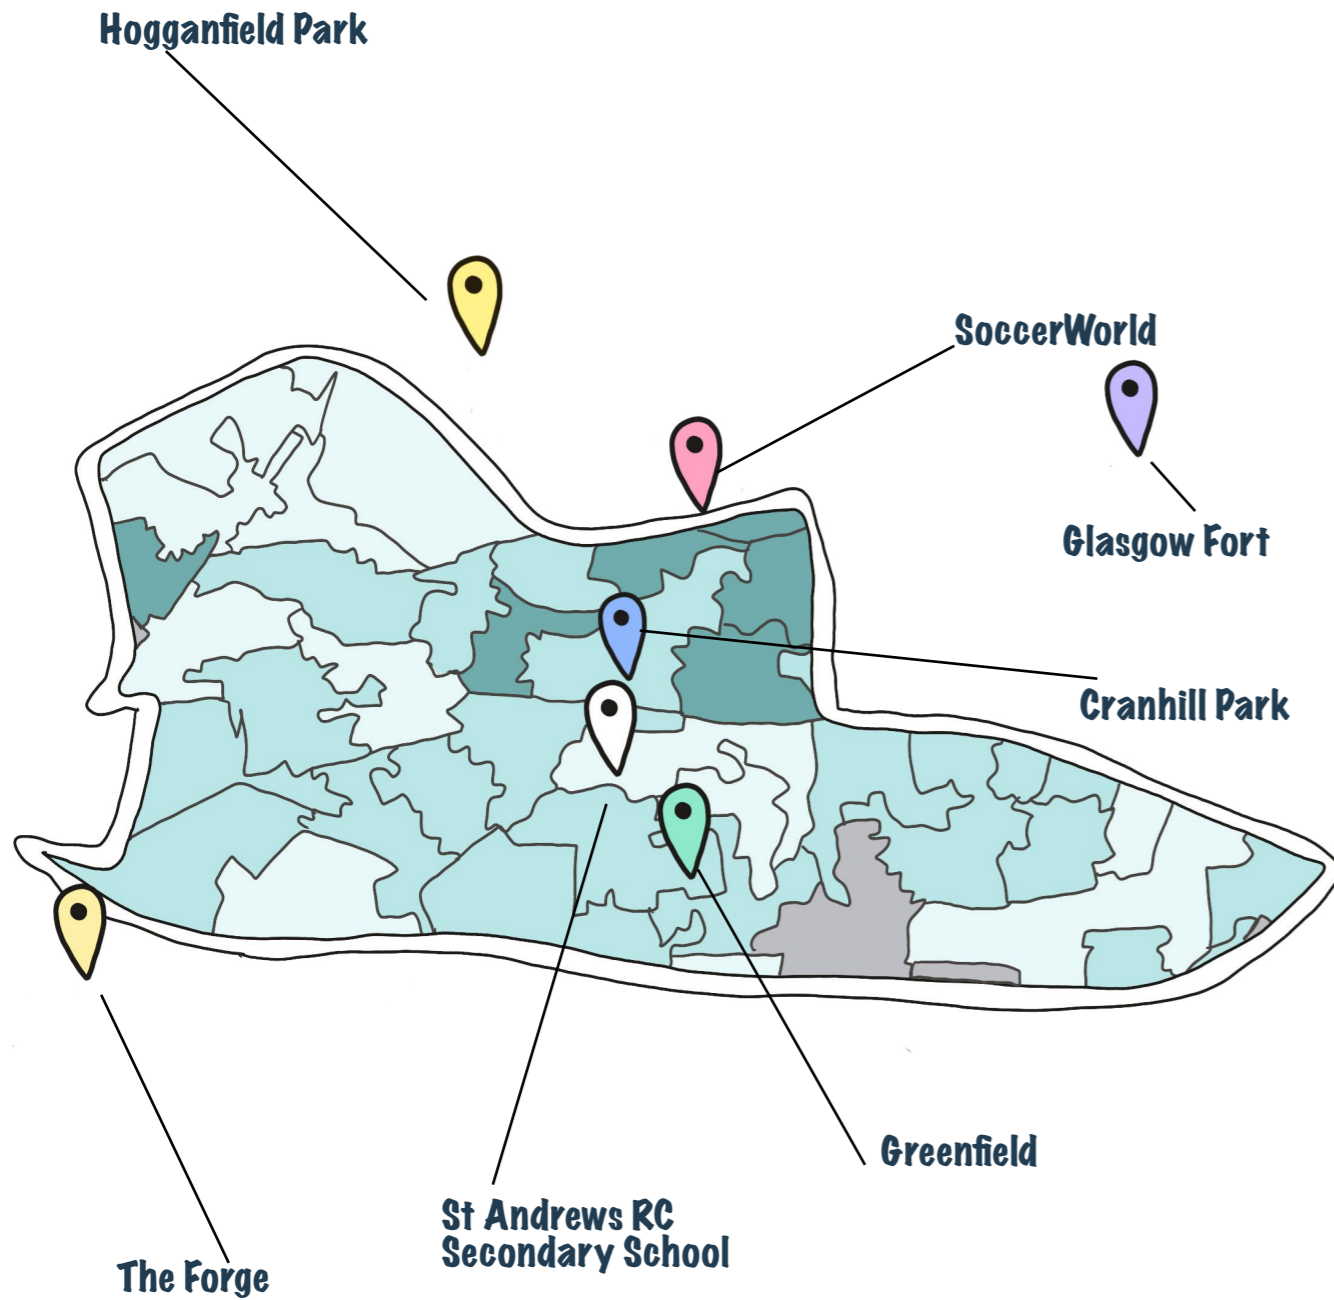 Hogganfield Park
SoccerWorld
Glasgow Fort
Cranhill Park
Greenfield
St Andrews RC
Secondary School
The Forge